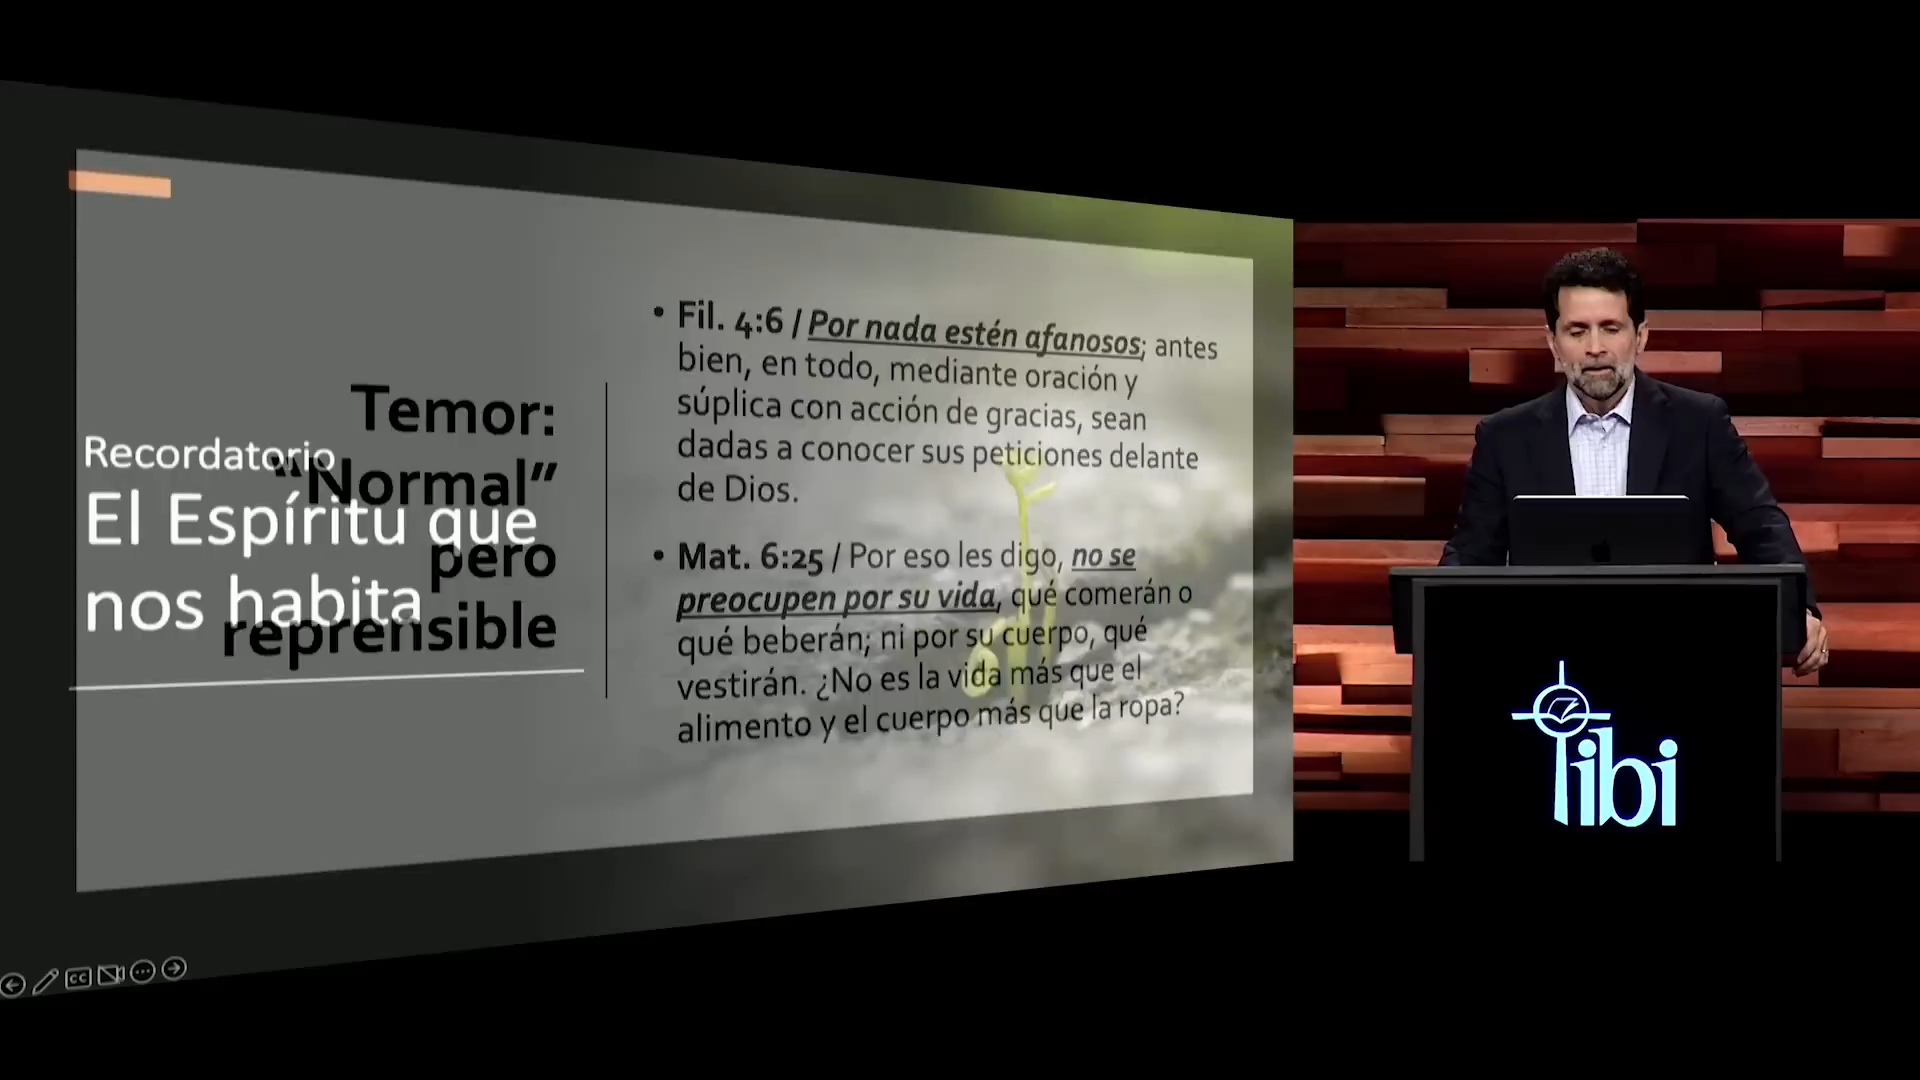 Temor:
“Normal”
pero
reprensible
Recordatorio
El Espíritu que
nos habita
• Fil. 4:6 / Por nada estén afanosos; antes
bien, en todo, mediante oración y
súplica con acción de gracias, sean
dadas a conocer sus peticiones delante
de Dios.
• Mat. 6:25 / Por eso les digo, no se
preocupen por su vida, qué comerán o
qué beberán; ni por su cuerpo, qué
vestirán. ¿No es la vida más que el
alimento y el cuerpo más que la ropa?
CC
ibi